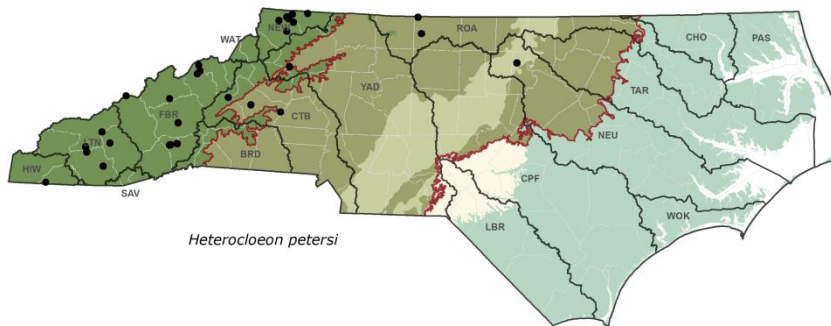 NEW
WAT
ROA
CHO
PAS
YAD
TAR
FBR
CTB
LTN
NEU
BRD
HIW
SAV
CPF
WOK
LBR
Heterocloeon petersi